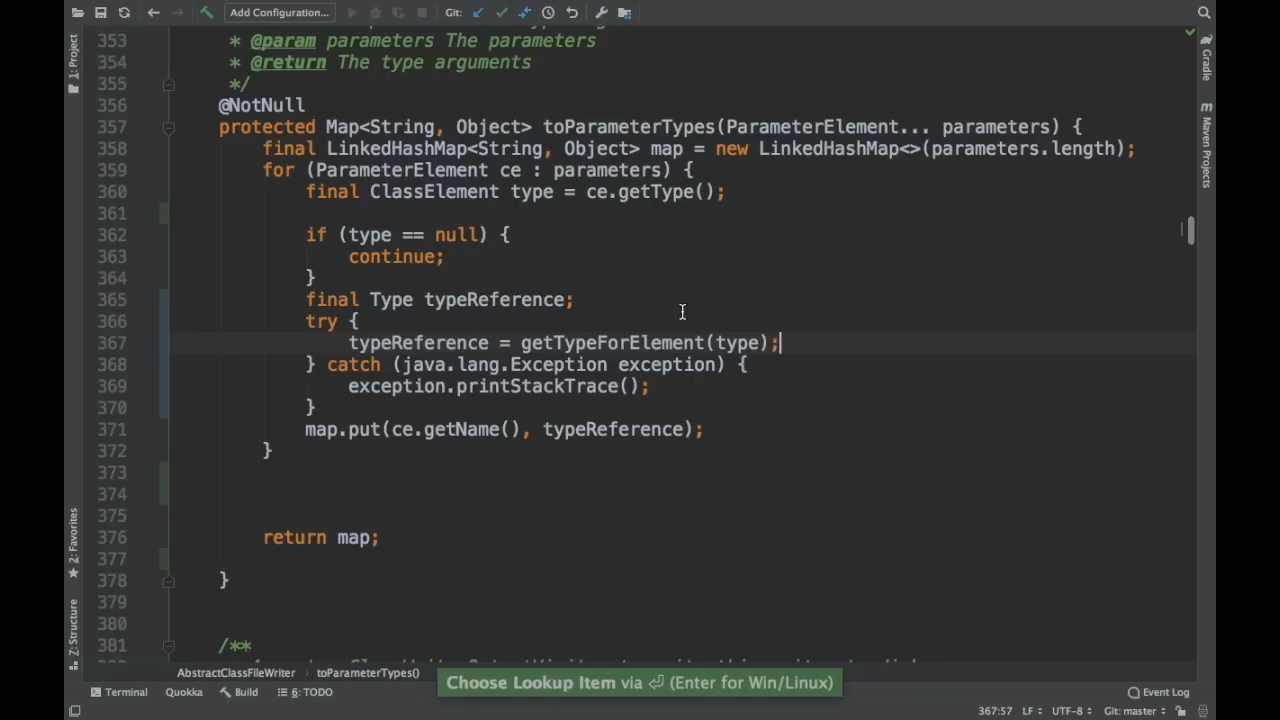 Add Configuration...
Git:
1: Project
353 * @param parameters The parameters
354 * @return The type arguments
355 */
356 @NotNull
357 protected Map<String, Object> toParameterTypes(ParameterElement... parameters) {
358 final LinkedHashMap<String, Object> map = new LinkedHashMap<>(parameters.length);
359 for (ParameterElement ce : parameters) {
360 final ClassElement type = ce.getType();
361
362 if (type == null) {
363 continue;
364 }
365 final Type typeReference;
366 try {
367 typeReference = getTypeForElement(type);
368 } catch (java.lang.Exception exception) {
369 exception.printStackTrace();
370 }
371 map.put(ce.getName(), typeReference);
372 }
373
374
375
376 return map;
377
378 }
379
380
381 /**
Gradle
m Maven Projects
2: Favorites
7: Structure
AbstractClassFileWriter
toParameterTypes()
Choose Lookup Item via ⏎ (Enter for Win/Linux)
Terminal
Quokka
Build
6: TODO
Event Log
367:57 LF UTF-8 Git: master